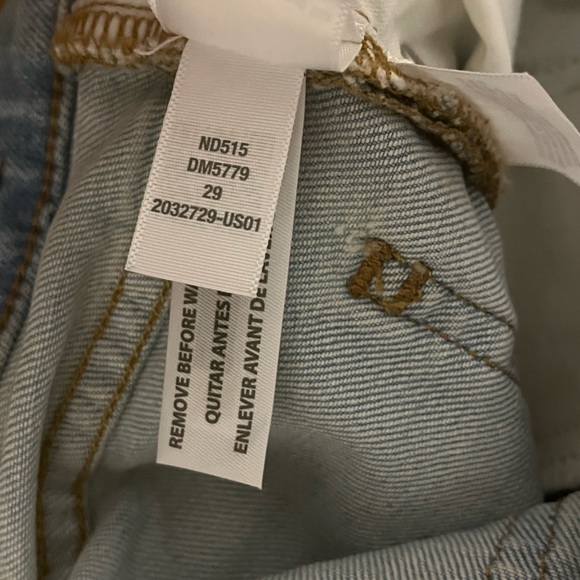 ND515
DM5779
29
2032729-US01
REMOVE BEFORE
QUITAR ANTES
ENLEVER AVANT DE